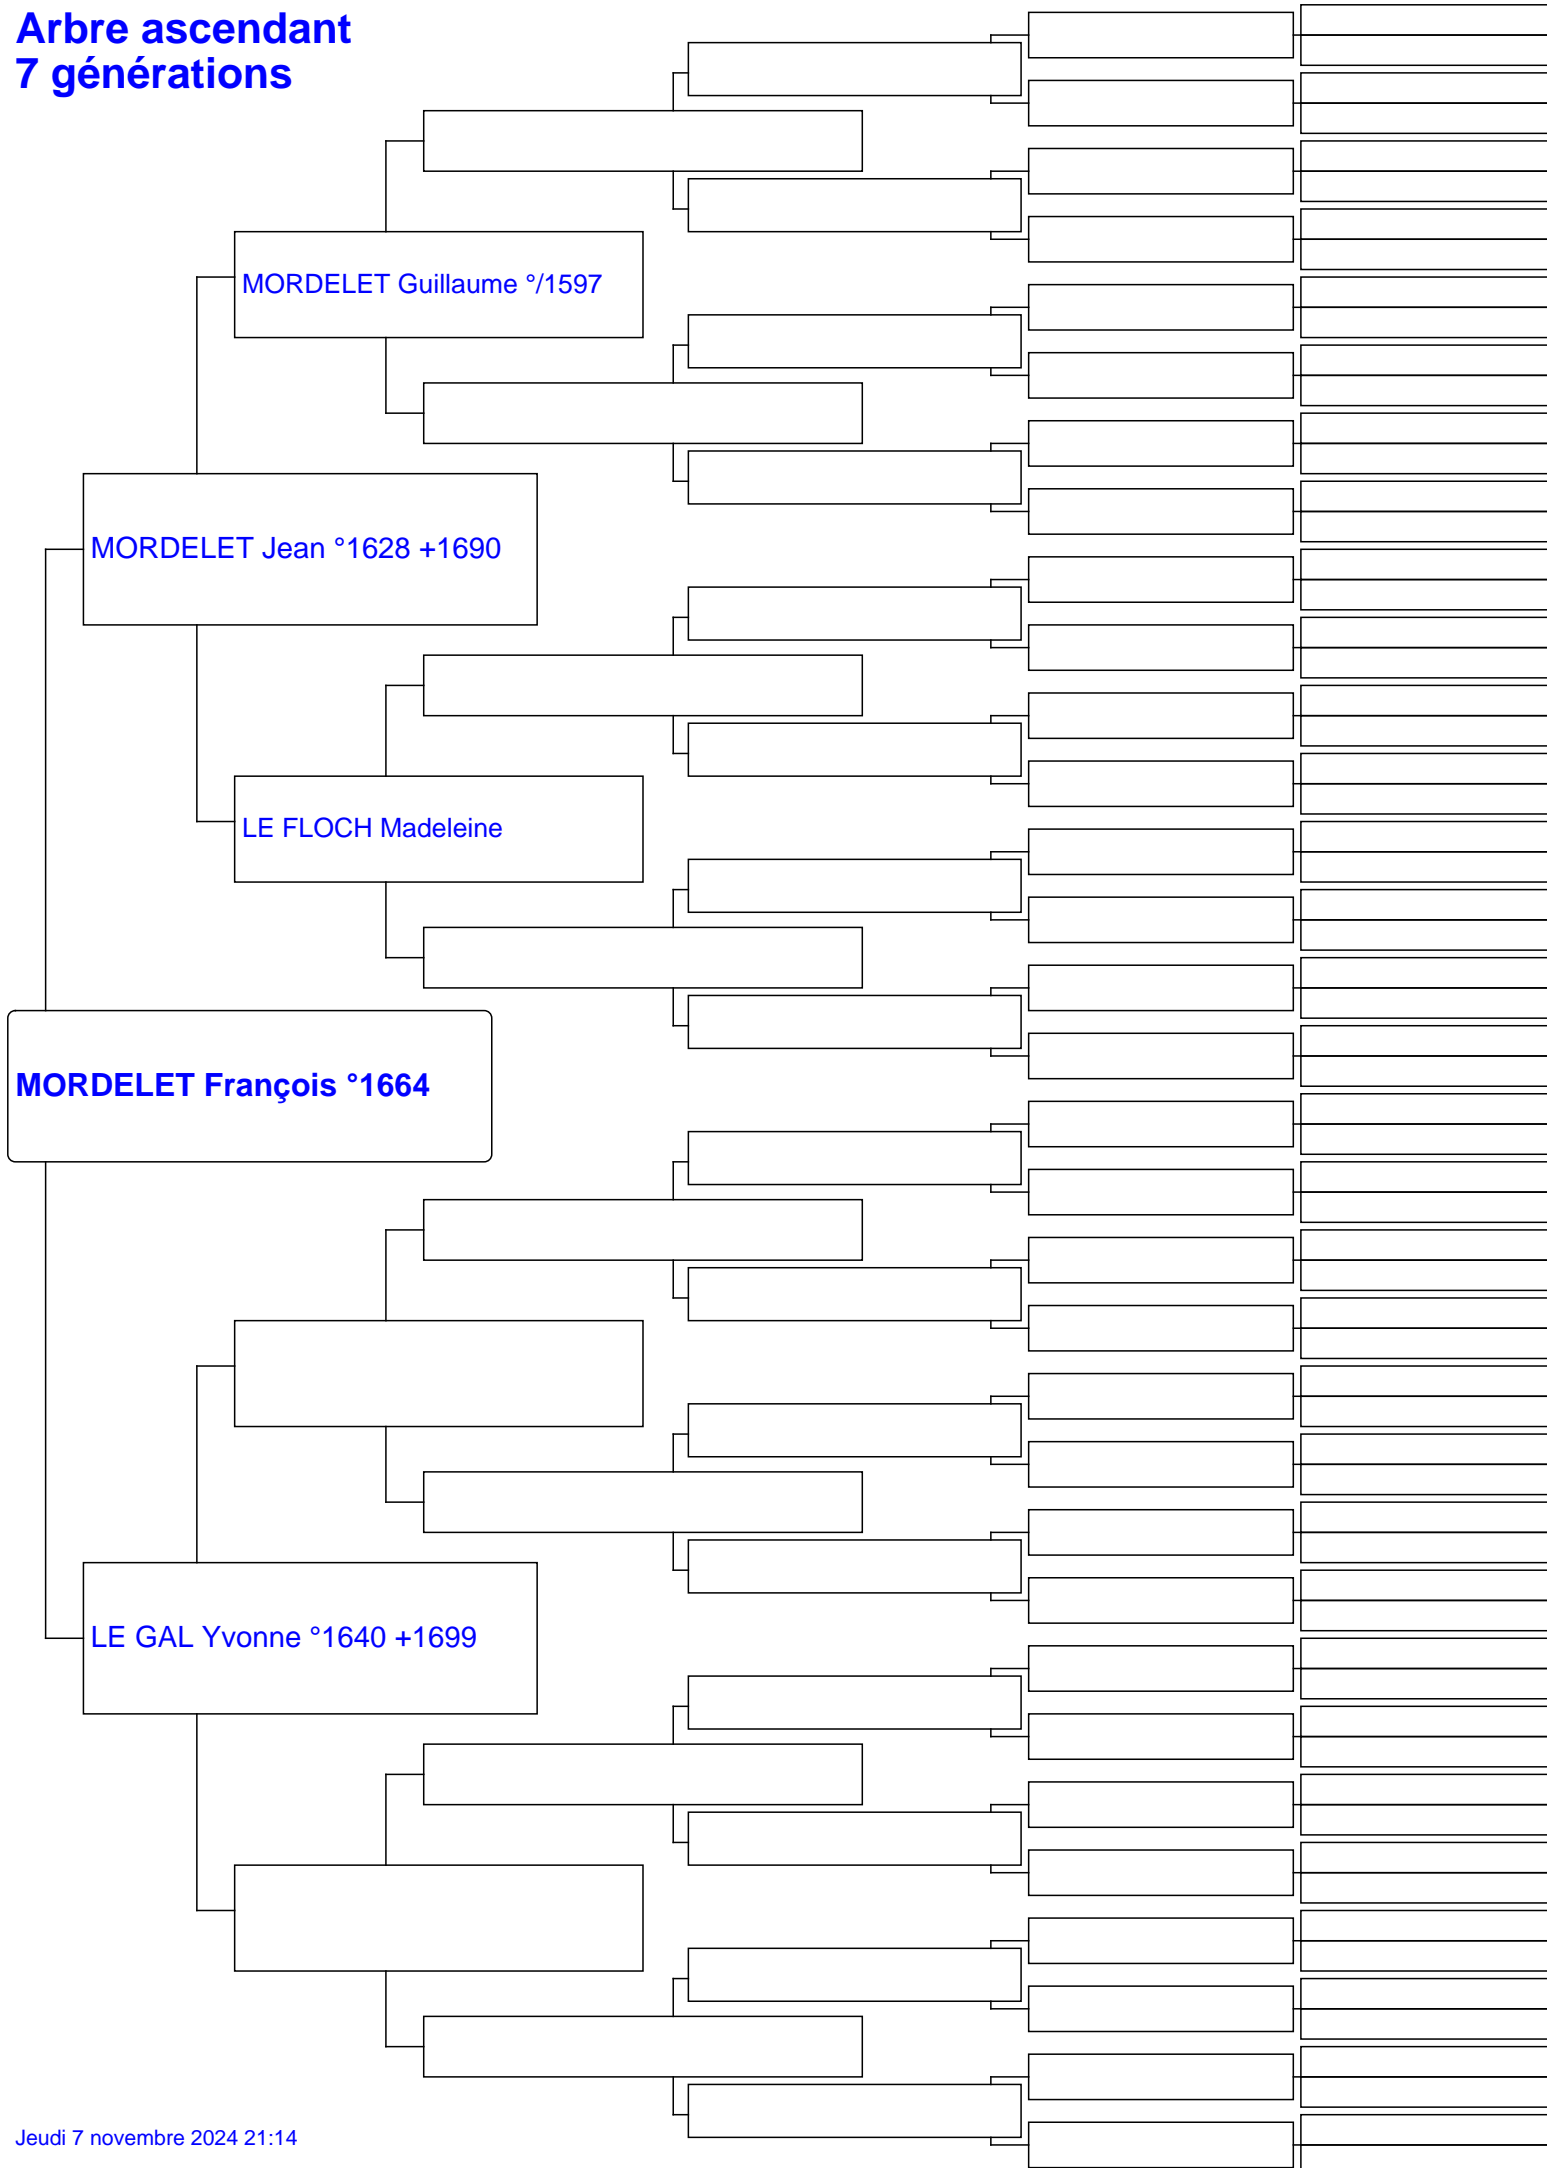 Arbre ascendant
7 générations
MORDELET Guillaume °/1597
MORDELET Jean °1628 +1690
LE FLOCH Madeleine
MORDELET François °1664
LE GAL Yvonne °1640 +1699
Jeudi 7 novembre 2024 21:14